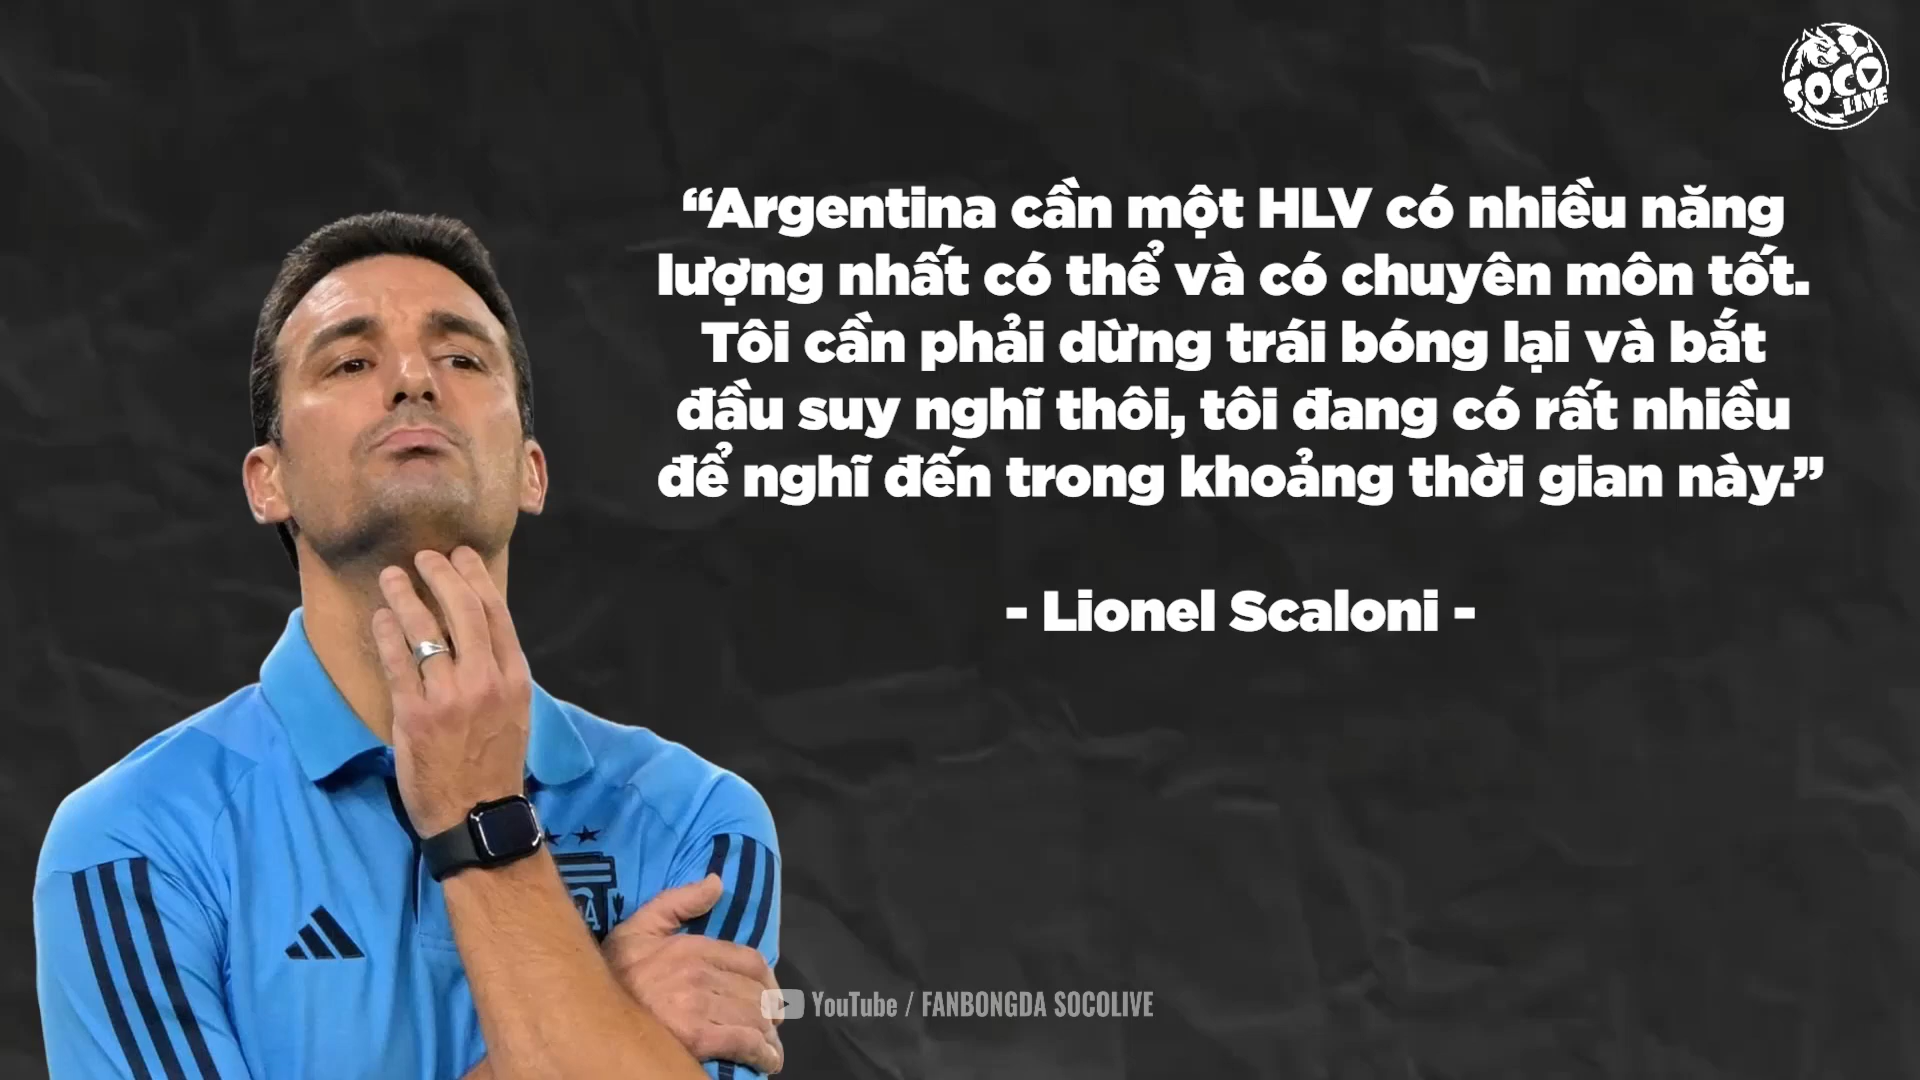 SOCO
LIVE
“Argentina cần một HLV có nhiều năng
lượng nhất có thể và có chuyên môn tốt.
Tôi cần phải dừng trái bóng lại và bắt
đầu suy nghĩ thôi, tôi đang có rất nhiều
để nghĩ đến trong khoảng thời gian này.”
- Lionel Scaloni -
YouTube / FANBONGDA SOCOLIVE